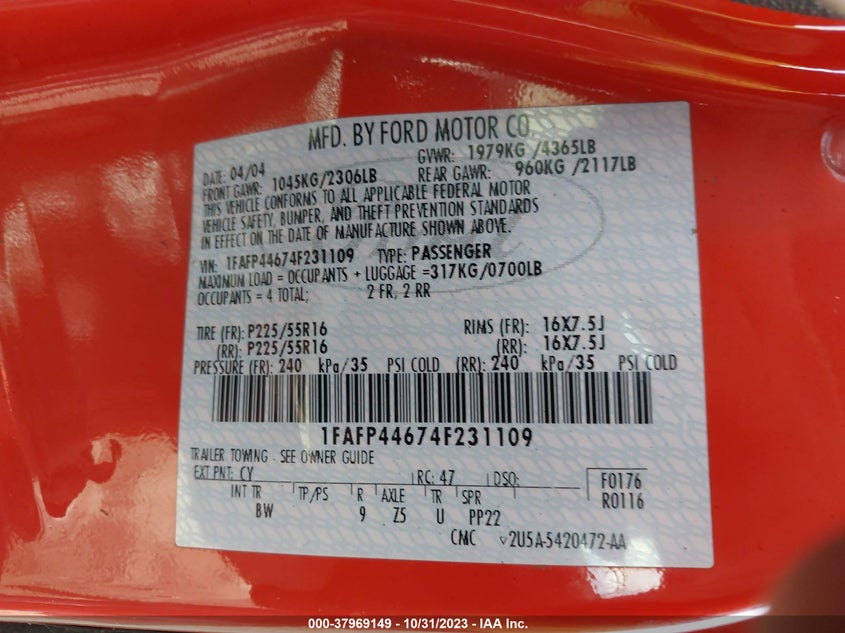 MFD. BY FORD MOTOR CO.
DATE: 04/04 GVWR: 1979KG /4365LB
FRONT GAWR: 1045KG/2306LB REAR GAWR: 960KG /2117LB
THIS VEHICLE CONFORMS TO ALL APPLICABLE FEDERAL MOTOR
VEHICLE SAFETY, BUMPER, AND THEFT PREVENTION STANDARDS
IN EFFECT ON THE DATE OF MANUFACTURE SHOWN ABOVE.
VIN: 1FAFP44674F231109 TYPE: PASSENGER
MAXIMUM LOAD = OCCUPANTS + LUGGAGE =317KG/0700LB
OCCUPANTS = 4 TOTAL; 2 FR, 2 RR
TIRE (FR): P225/55R16 RIMS (FR): 16X7.5J
(RR): P225/55R16 (RR): 16X7.5J
PRESSURE (FR): 240 kPa/35 PSI COLD (RR): 240 kPa/35 PSI COLD
1FAFP44674F231109
TRAILER TOWING - SEE OWNER GUIDE
EXT PNT: CY RC: 47 DSO: F0176
INT TR TP/PS R AXLE TR SPR R0116
BW 9 Z5 U PP22
CMC 2U5A-5420472-AA
000-37969149 - 10/31/2023 - IAA Inc.